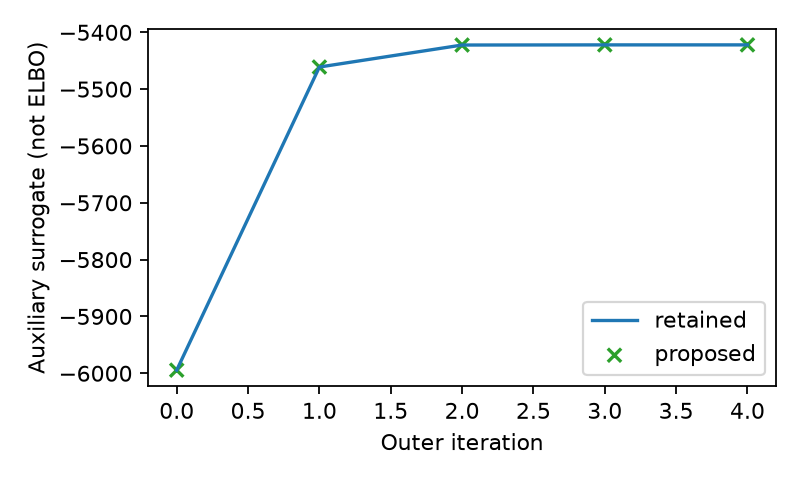 Auxiliary surrogate (not ELBO)
−5400
−5500
−5600
−5700
−5800
−5900
−6000
retained
proposed
0.0 0.5 1.0 1.5 2.0 2.5 3.0 3.5 4.0
Outer iteration